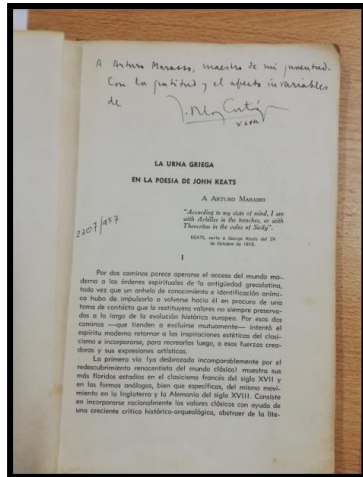 A Arturo Marasso, maestro de mi juventud.
Con la gratitud y el afecto invariables
de
LA URNA GRIEGA
EN LA POESIA DE JOHN KEATS
A ARTURO MARASSO
"According to my state of mind, I am
with Achilles in the trenches, or with
Theocritus in the vales of Sicily".
KEATS, carta a George Keats del 29
de Octubre de 1818.
2307/957
I
Por dos caminos parece operarse el acceso del mundo mo-
derno a los órdenes espirituales de la antigüedad grecolatina,
toda vez que un anhelo de conocimiento e identificación aními-
ca hubo de impulsarlo a volverse hacia él en procura de una
toma de contacto que le restituyera valores no siempre preserva-
dos a lo largo de la evolución histórica europea. Por esos dos
caminos —que tienden a excluirse mutuamente— intentó el
espíritu moderno retornar a las inspiraciones estéticas del clasi-
cismo e incorporarse, para recrearlas luego, a esas fuerzas crea-
doras y sus expresiones artísticas.
La primera vía (ya desbrozada incomparablemente por el
redescubrimiento renacentista del mundo clásico) muestra sus
más floridos estadios en el clasicismo francés del siglo XVII y
en las formas análogas, bien que específicas, del mismo movi-
miento en la Inglaterra y la Alemania del siglo XVIII. Consiste
en incorporarse racionalmente los valores clásicos con ayuda de
una creciente crítica histórico-arqueológica, abstraer de la lite-